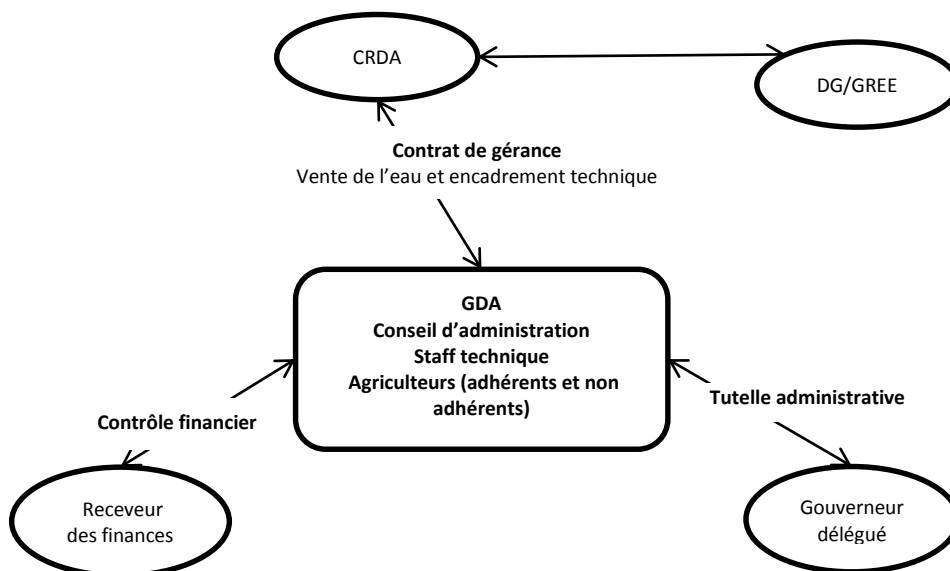 CRDA
DG/GREE
Contrat de gérance
Vente de l’eau et encadrement technique
GDA
Conseil d’administration
Staff technique
Agriculteurs (adhérents et non
adhérents)
Contrôle financier
Tutelle administrative
Receveur
des finances
Gouverneur
délégué